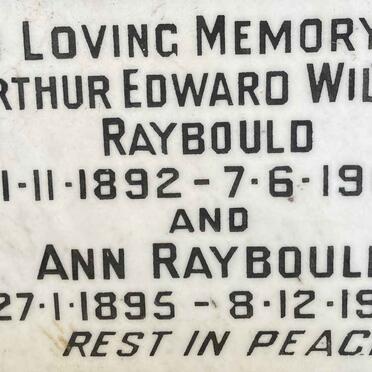 LOVING MEMORY
RTHUR EDWARD WIL
RAYBOULD
1-11-1892 - 7·6·19
AND
ANN RAYBOUL
27·1·1895 - 8·12·19
REST IN PEAC